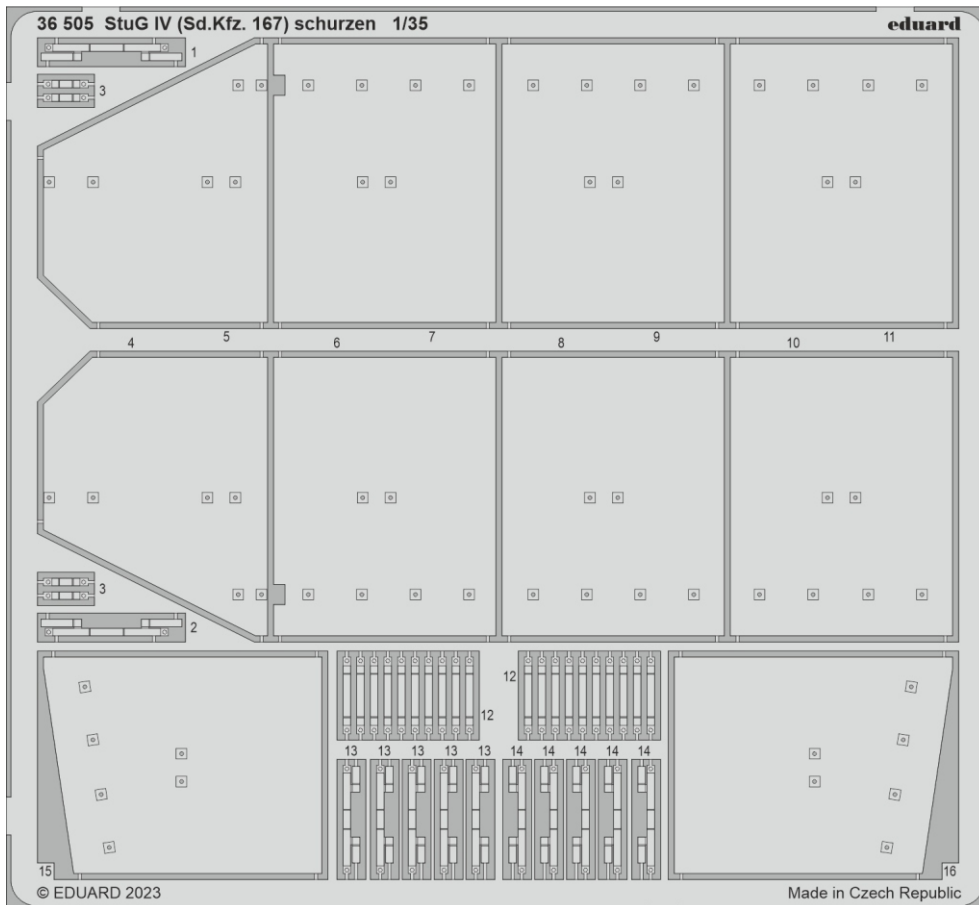 36 505 StuG IV (Sd.Kfz. 167) schurzen 1/35
eduard
1
3
4 5 6 7 8 9 10 11
3
2
12
12
13 13 13 13 13 14 14 14 14 14
15
16
© EDUARD 2023
Made in Czech Republic